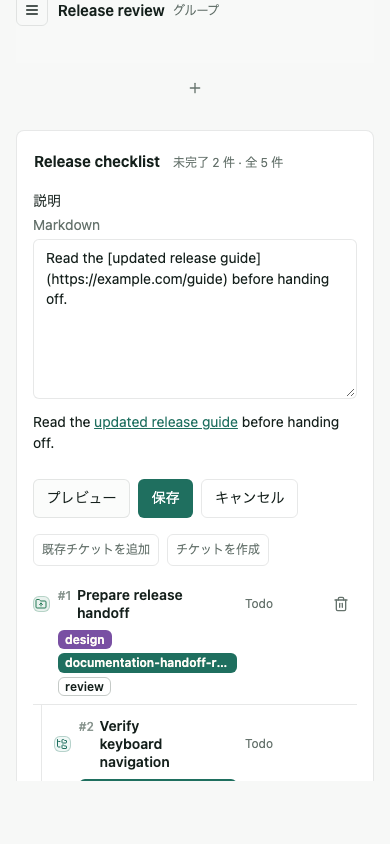 Release review グループ
+
Release checklist 未完了 2 件 · 全 5 件
説明
Markdown
Read the [updated release guide]
(https://example.com/guide) before handing
off.
Read the updated release guide before handing
off.
プレビュー 保存 キャンセル
既存チケットを追加 チケットを作成
#1 Prepare release Todo
handoff
design
documentation-handoff-r...
review
#2 Verify
keyboard Todo
navigation